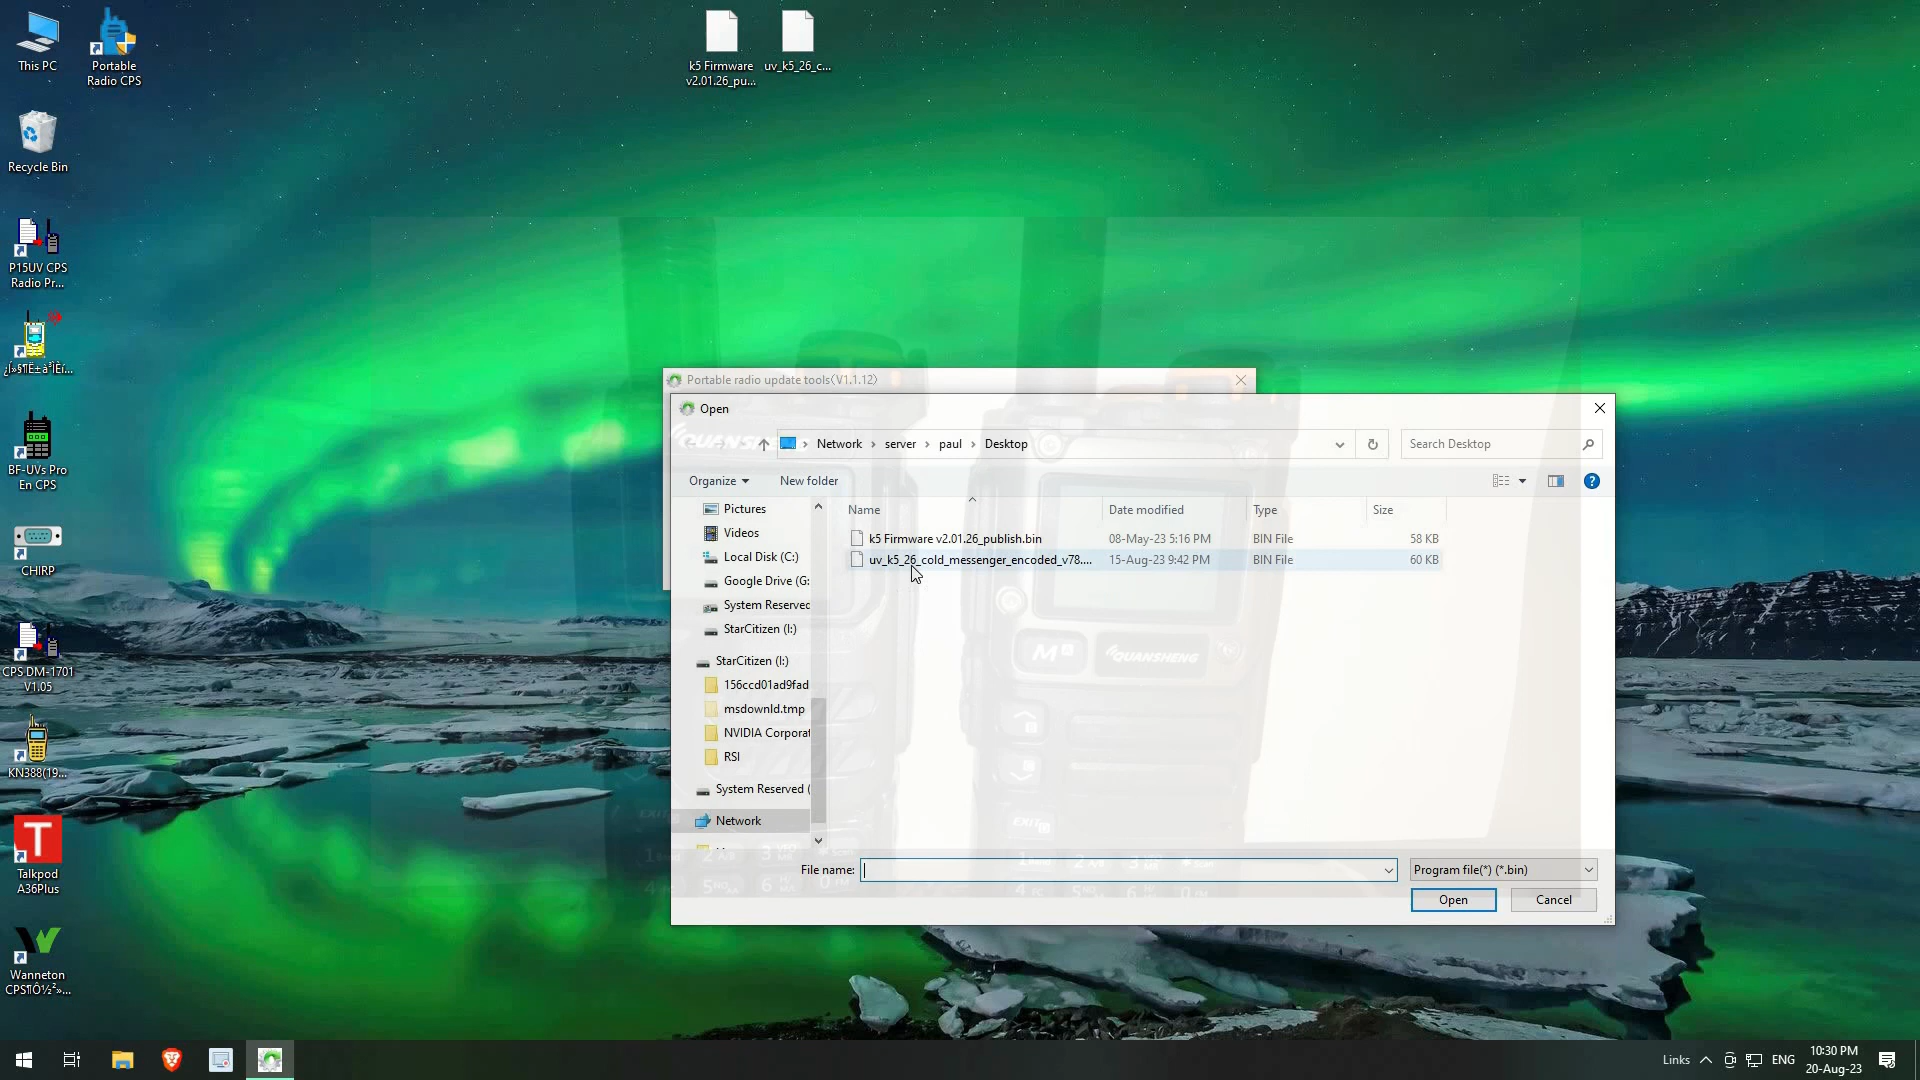 This PC
Portable
Radio CPS
k5 Firmware
v2.01.26_pu...
uv_k5_26_c...
Recycle Bin
P15UV CPS
Radio Pr...
BF-UVs Pro
En CPS
CHIRP
CPS DM-1701
V1.05
KN388(19...
Talkpod
A36Plus
Wanneton
Portable radio update tools(V1.1.12)
Open
Network > server > paul > Desktop
Search Desktop
Organize
New folder
Pictures
Videos
Local Disk (C:)
Google Drive (G:
System Reserved
StarCitizen (I:)
StarCitizen (I:)
156ccd01ad9fad
msdownld.tmp
NVIDIA Corporat
RSI
System Reserved (
Network
Name
Date modified
Type
Size
k5 Firmware v2.01.26_publish.bin
08-May-23 5:16 PM
BIN File
58 KB
uv_k5_26_cold_messenger_encoded_v78....
15-Aug-23 9:42 PM
BIN File
60 KB
QUANSHENG
M
QUANSHENG
EXIT
File name:
Program file(*) (*.bin)
Open
Cancel
Links
ENG
10:30 PM
20-Aug-23